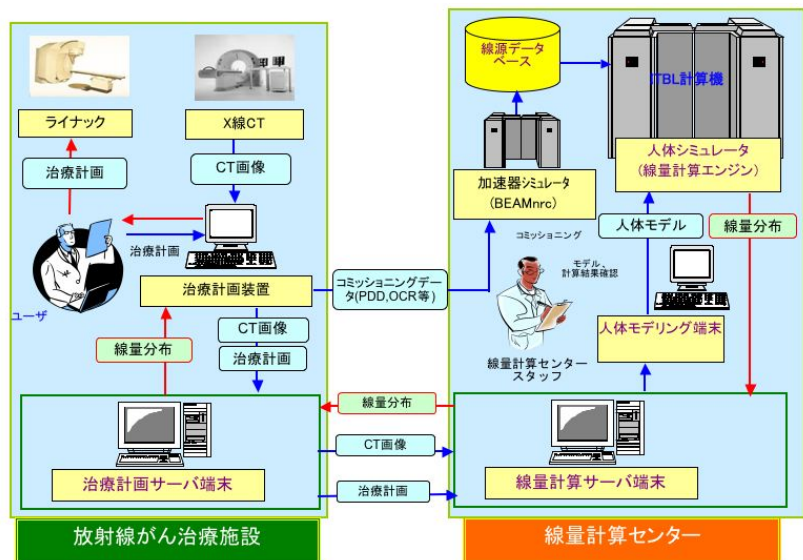 ライナック
X線CT
治療計画
CT画像
治療計画
ユーザ
治療計画装置
線量分布
CT画像
治療計画
治療計画サーバ端末
放射線がん治療施設
コミッショニングデー
タ(PDD,OCR等)
線量分布
CT画像
治療計画
線源データ
ベース
ITBL計算機
加速器シミュレータ
(BEAMnrc)
人体シミュレータ
(線量計算エンジン)
コミッショニング
モデル、
計算結果確認
人体モデル
線量分布
線量計算センター
スタッフ
人体モデリング端末
線量計算サーバ端末
線量計算センター